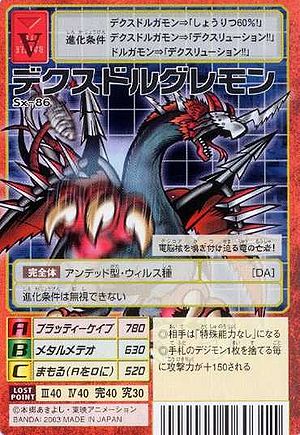 進化条件
デクスドルガモン⇒「しょうりつ60%!」
デクスドルガモン⇒「デクスリューション!!」
ドルガモン⇒「デクスリューション!!」
デクスドルグレモン
Sx-86
電脳核を嗅ぎ付け迫る竜の亡者!
完全体 アンデッド型・ウィルス種 [DA]
進化条件は無視できない
A ブラッディーケイブ 780
B メタルメテオ 630
C まもる(Aを0に) 520
◎相手は「特殊能力なし」になる
◎手札のデジモン1枚を捨てる毎に攻撃力が+150される
LOST POINT
Ⅲ40 Ⅳ40 完40 究30
©本郷あきよし・東映アニメーション
BANDAI 2003 MADE IN JAPAN